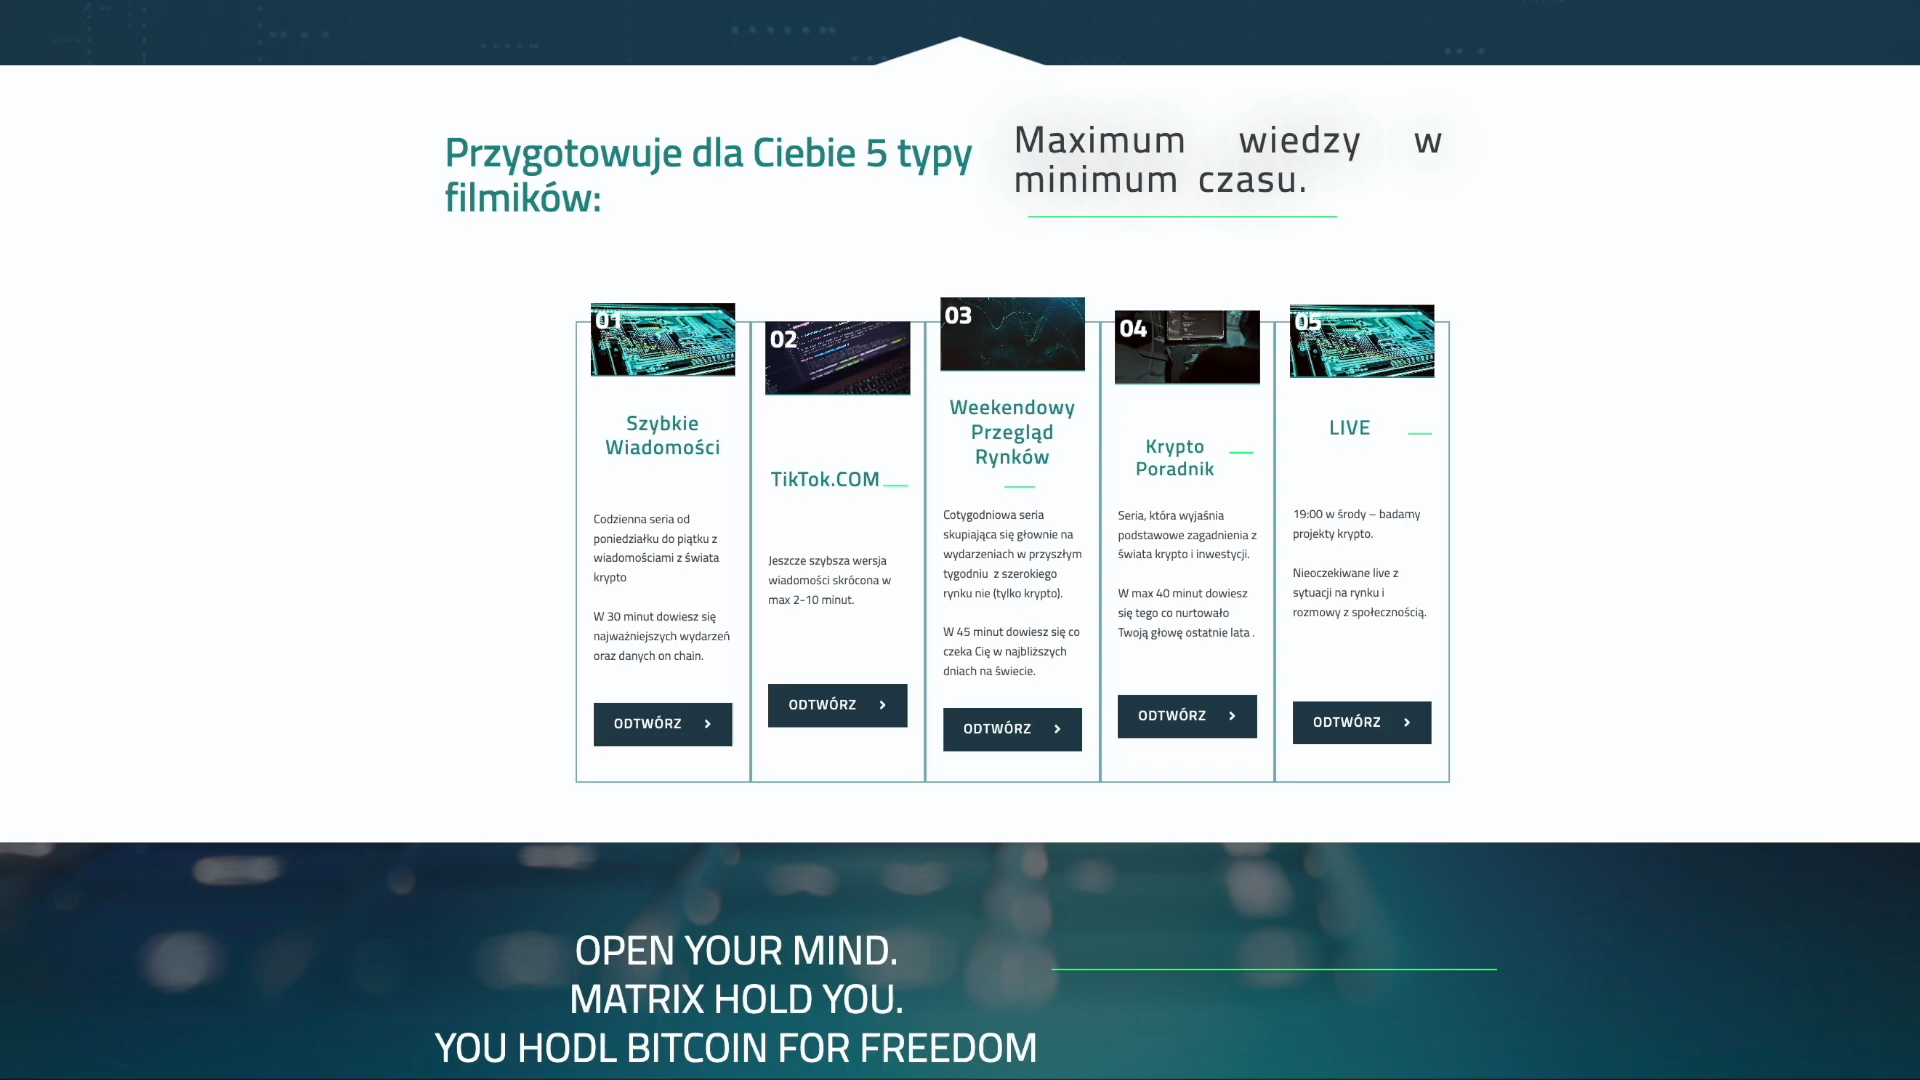 Przygotowuje dla Ciebie 5 typy
filmików:
Maximum wiedzy w
minimum czasu.
01
Szybkie
Wiadomości
Codzienna seria od
poniedziałku do piątku z
wiadomościami z świata
krypto
W 30 minut dowiesz się
najważniejszych wydarzeń
oraz danych on chain.
ODTWÓRZ
02
TikTok.COM
Jeszcze szybsza wersja
wiadomości skrócona w
max 2-10 minut.
ODTWÓRZ
03
Weekendowy
Przegląd
Rynków
Cotygodniowa seria
skupiająca się głownie na
wydarzeniach w przyszłym
tygodniu z szerokiego
rynku nie (tylko krypto).
W 45 minut dowiesz się co
czeka Cię w najbliższych
dniach na świecie.
ODTWÓRZ
04
Krypto
Poradnik
Seria, która wyjaśnia
podstawowe zagadnienia z
świata krypto i inwestycji.
W max 40 minut dowiesz
się tego co nurtowało
Twoją głowę ostatnie lata .
ODTWÓRZ
05
LIVE
19:00 w środy – badamy
projekty krypto.
Nieoczekiwane live z
sytuacji na rynku i
rozmowy z społecznością.
ODTWÓRZ
OPEN YOUR MIND.
MATRIX HOLD YOU.
YOU HODL BITCOIN FOR FREEDOM